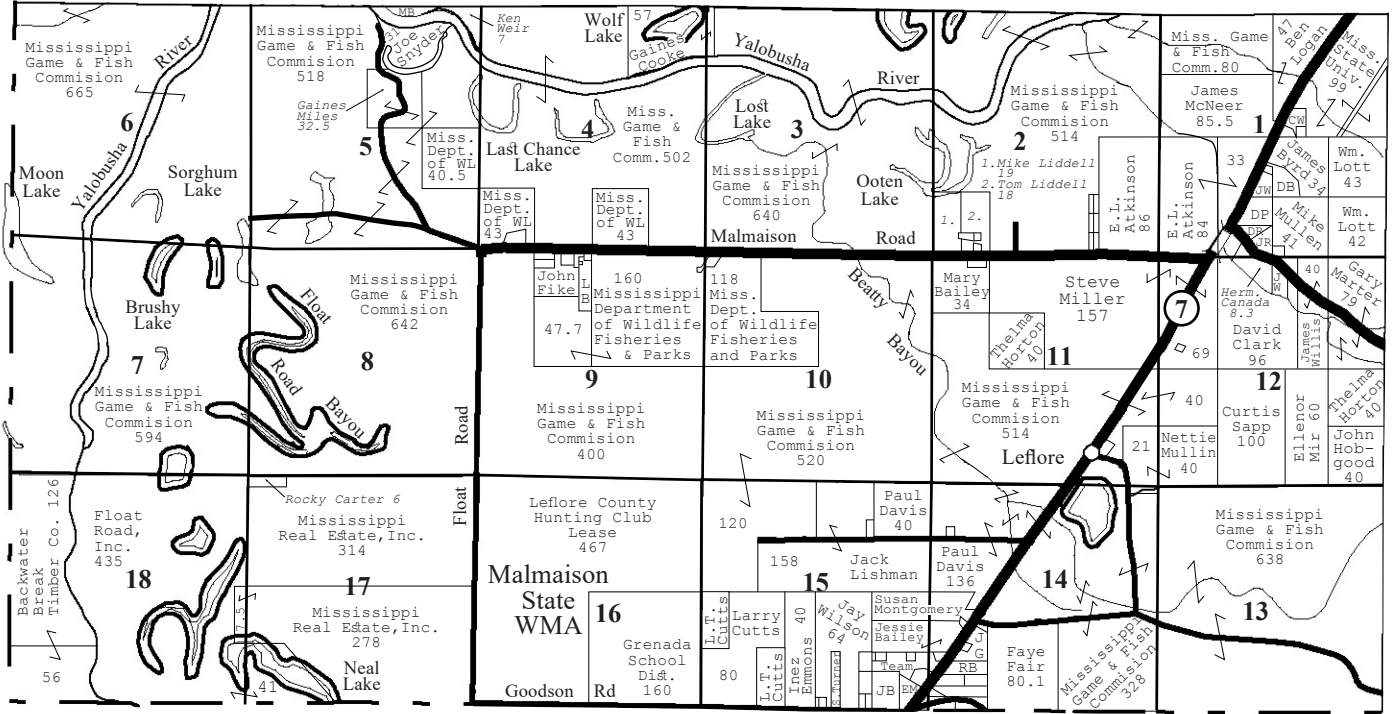 Mississippi
Game & Fish
Commision
665
River
Yalobusha
6
Moon
Lake
Sorghum
Lake
Mississippi
Game & Fish
Commision
518
Gaines
Miles
32.5
31
Joe
Snyder
MB
5
Miss.
Dept.
of WL
40.5
Ken
Weir
7
Wolf
Lake
57
Gaines
Cooke
Last Chance
Lake
4
Miss.
Game &
Fish
Comm.502
Miss.
Dept.
of WL
43
Miss.
Dept.
of WL
43
Yalobusha
River
Lost
Lake
3
Mississippi
Game & Fish
Commision
640
Malmaison
Road
Ooten
Lake
Mississippi
Game & Fish
Commision
514
2
1.Mike Liddell
19
2.Tom Liddell
18
1.
2.
E.L.
Atkinson
86
E.L.
Atkinson
84
Miss. Game
& Fish
Comm.80
James
McNeer
85.5
47
Ben
Logan
Miss.
State
Univ.
99
1
CW
33
James
Byrd 34
Wm.
Lott
43
JW
DB
DP
DR
JR
Mike
Mullen
41
Wm.
Lott
42
Brushy
Lake
7
Mississippi
Game & Fish
Commision
594
Float
Road
Bayou
Mississippi
Game & Fish
Commision
642
8
Road
Float
John
Fike
L
B
47.7
160
Mississippi
Department
of Wildlife
Fisheries
& Parks
9
Mississippi
Game & Fish
Commision
400
118
Miss.
Dept.
of Wildlife
Fisheries
and Parks
10
Mississippi
Game & Fish
Commision
520
Beatty
Bayou
Mary
Bailey
34
Steve
Miller
157
Thelma
Horton
40
11
Mississippi
Game & Fish
Commision
514
Leflore
7
69
Herm.
Canada
8.3
J
W
40
Gary
Marter
79
David
Clark
96
James
Willis
12
Thelma
Horton
40
40
Curtis
Sapp
100
Ellenor
Mir 60
21
Nettie
Mullin
40
John
Hob-
good
40
Backwater
Break
Timber Co. 126
56
Float
Road,
Inc.
435
18
Rocky Carter 6
Mississippi
Real Estate,Inc.
314
17
7.5
Mississippi
Real Estate,Inc.
278
41
Neal
Lake
Leflore County
Hunting Club
Lease
467
Malmaison
State
WMA
16
Grenada
School
Dist.
160
Goodson
Rd
120
Paul
Davis
40
158
15
Jack
Lishman
Paul
Davis
136
L.T.
Cutts
Larry
Cutts
80
L.T.
Cutts
Inez
Emmons 40
Jay
Wilson
64
S.Turner
Susan
Montgomery
Jessie
Bailey
Team
JB
EM
J
G
RB
Faye
Fair
80.1
14
Mississippi
Game & Fish
Commision
328
Mississippi
Game & Fish
Commision
638
13